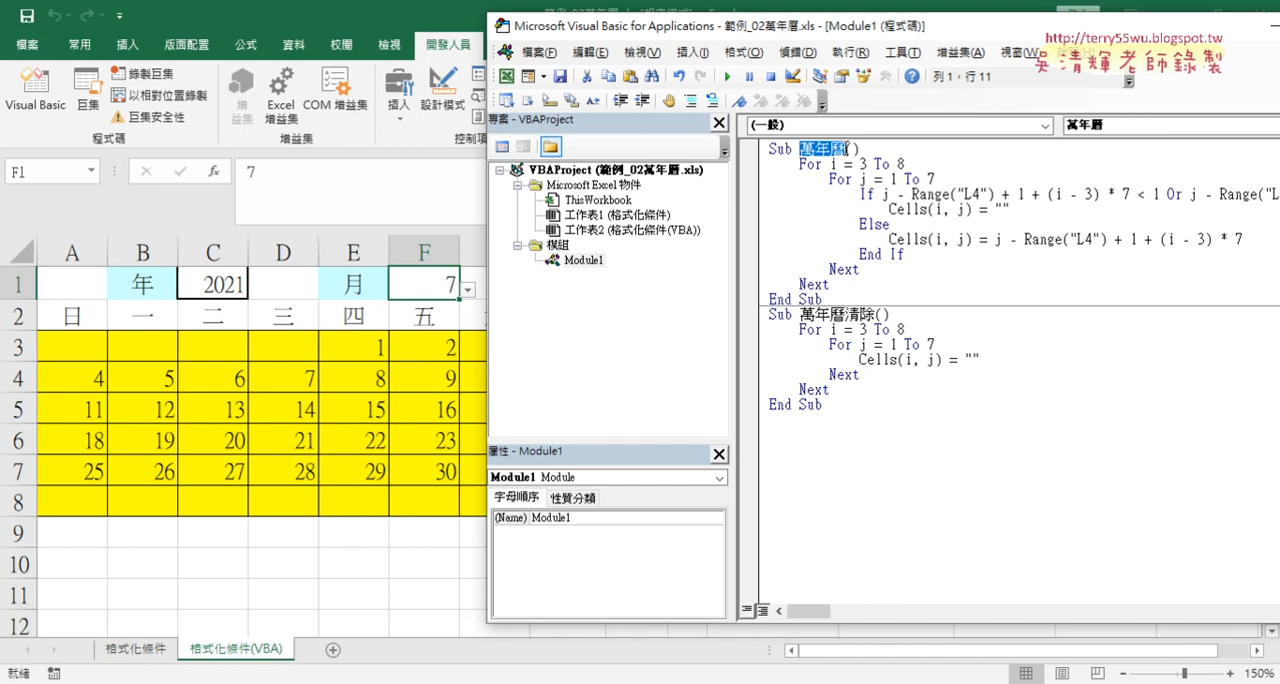 Microsoft Visual Basic for Applications - 範例_02萬年曆.xls - [Module1 (程式碼)]
http://terry55wu.blogspot.tw
吳清輝老師錄製
檔案 常用 插入 版面配置 公式 資料 校閱 檢視 開發人員
檔案(F) 編輯(E) 檢視(V) 插入(I) 格式(O) 偵錯(D) 執行(R) 工具(T) 增益集(A) 視窗(W)
列 1，行 11
Visual Basic 巨集 錄製巨集
以相對位置錄製
巨集安全性
增益集 Excel 增益集 COM 增益集 插入 設計模式
程式碼 增益集 控制項
F1 7
專案 - VBAProject
VBAProject (範例_02萬年曆.xls)
Microsoft Excel 物件
ThisWorkbook
工作表1 (格式化條件)
工作表2 (格式化條件(VBA))
模組
Module1
屬性 - Module1
Module1 Module
字母順序 性質分類
(Name) Module1
(一般) 萬年曆
Sub 萬年曆()
For i = 3 To 8
For j = 1 To 7
If j - Range("L4") + 1 + (i - 3) * 7 < 1 Or j - Range("L
Cells(i, j) = ""
Else
Cells(i, j) = j - Range("L4") + 1 + (i - 3) * 7
End If
Next
Next
End Sub
Sub 萬年曆清除()
For i = 3 To 8
For j = 1 To 7
Cells(i, j) = ""
Next
Next
End Sub
A B C D E F
1 年 2021 月 7
2 日 一 二 三 四 五
3 1 2
4 4 5 6 7 8 9
5 11 12 13 14 15 16
6 18 19 20 21 22 23
7 25 26 27 28 29 30
8
9
10
11
12
格式化條件 格式化條件(VBA)
就緒 150%